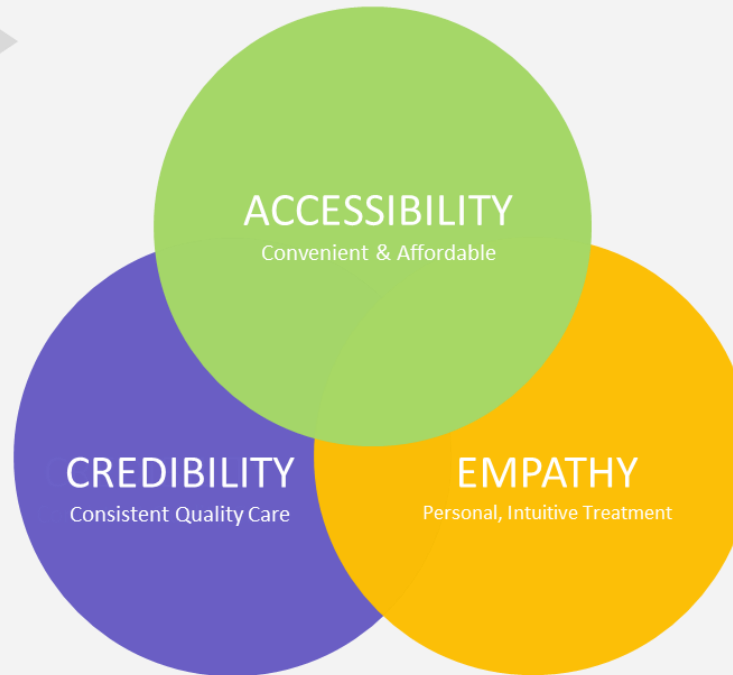 ACCESSIBILITY
Convenient & Affordable
CREDIBILITY
Consistent Quality Care
EMPATHY
Personal, Intuitive Treatment